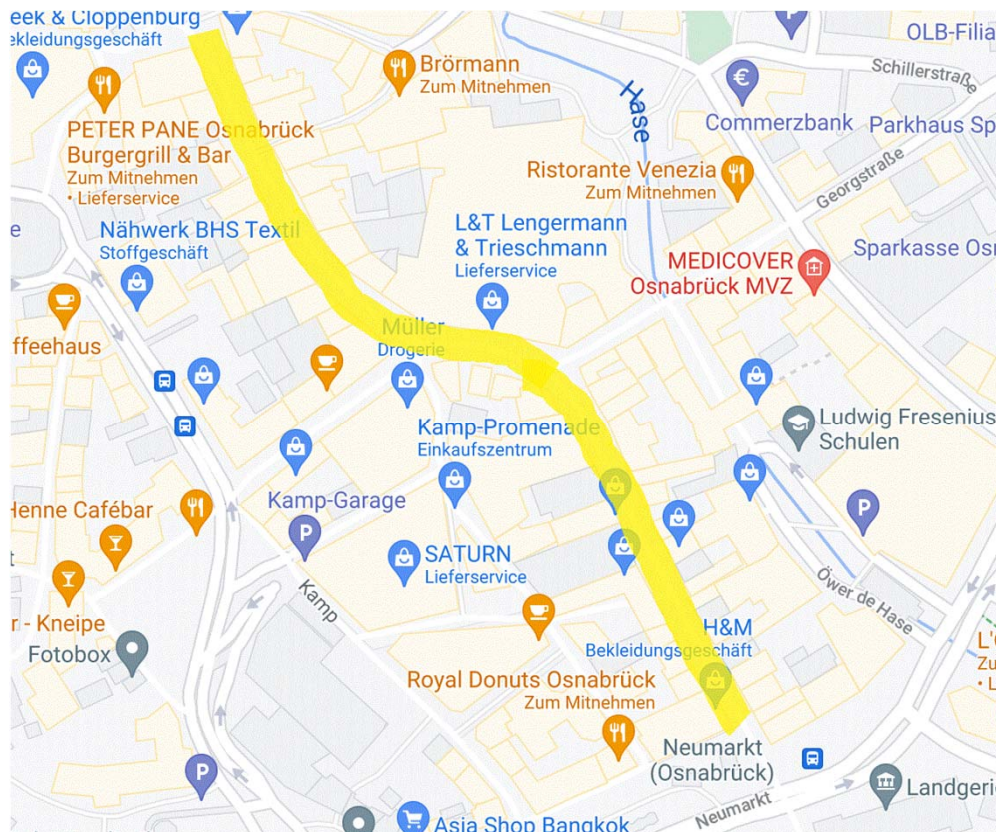 eek & Cloppenburg
ekleidungsgeschäft
OLB-Filia
Brörmann
Zum Mitnehmen
Schillerstraße
Hase
Commerzbank
Parkhaus Sp
PETER PANE Osnabrück
Burgergrill & Bar
Zum Mitnehmen
• Lieferservice
Ristorante Venezia
Zum Mitnehmen
Georgstraße
e
Nähwerk BHS Textil
Stoffgeschäft
L&T Lengermann
& Trieschmann
Lieferservice
MEDICOVER
Osnabrück MVZ
Sparkasse Osn
ffeehaus
Müller
Drogerie
Kamp-Promenade
Einkaufszentrum
Ludwig Fresenius
Schulen
Kamp-Garage
P
P
Henne Cafébar
SATURN
Lieferservice
t
Kamp
Öwer de Hase
r - Kneipe
Fotobox
H&M
Bekleidungsgeschäft
L'
Zu
• L
Royal Donuts Osnabrück
Zum Mitnehmen
Neumarkt
(Osnabrück)
P
Neumarkt
Landgeri
Asia Shop Bangkok